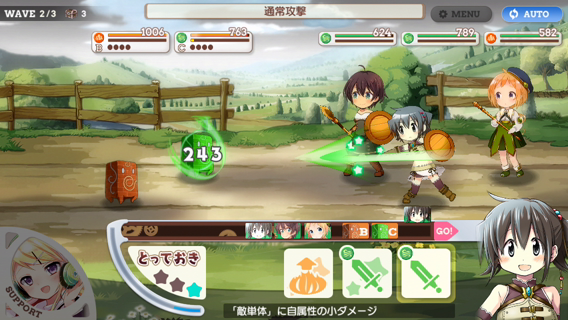 WAVE 2/3 3
通常攻撃
MENU
AUTO
B 1006
C 763
624
789
582
243
B
C
GO!
とっておき
SUPPORT
「敵単体」に自属性の小ダメージ